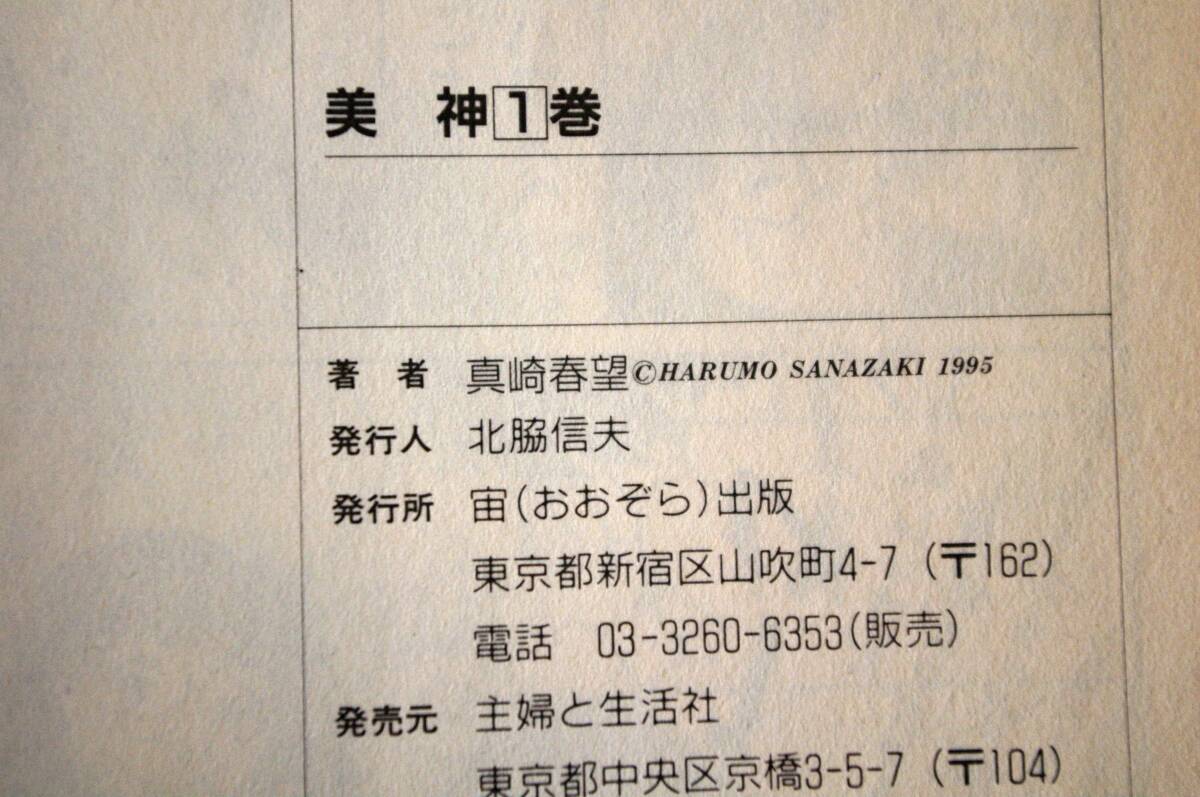 美　神1巻
著　者　真崎春望©HARUMO SANAZAKI 1995
発行人　北脇信夫
発行所　宙(おおぞら)出版
東京都新宿区山吹町4-7 (〒162)
電話　03-3260-6353(販売)
発売元　主婦と生活社
東京都中央区京橋3-5-7 (〒104)